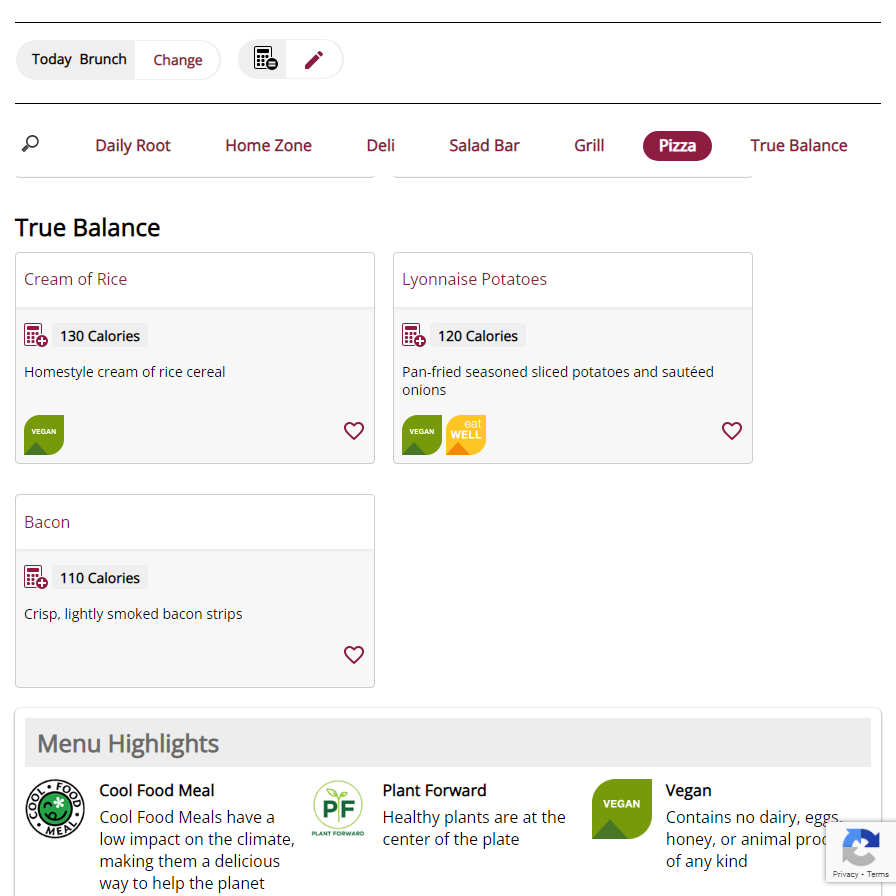 Today Brunch Change
Daily Root Home Zone Deli Salad Bar Grill Pizza True Balance
True Balance
Cream of Rice
130 Calories
Homestyle cream of rice cereal
VEGAN
Lyonnaise Potatoes
120 Calories
Pan-fried seasoned sliced potatoes and sautéed
onions
VEGAN
eat
WELL
Bacon
110 Calories
Crisp, lightly smoked bacon strips
Menu Highlights
COOL • FOOD • MEAL
Cool Food Meal
Cool Food Meals have a
low impact on the climate,
making them a delicious
way to help the planet
PF
PLANT FORWARD
Plant Forward
Healthy plants are at the
center of the plate
VEGAN
Vegan
Contains no dairy, eggs,
honey, or animal
of any kind
Privacy - Terms